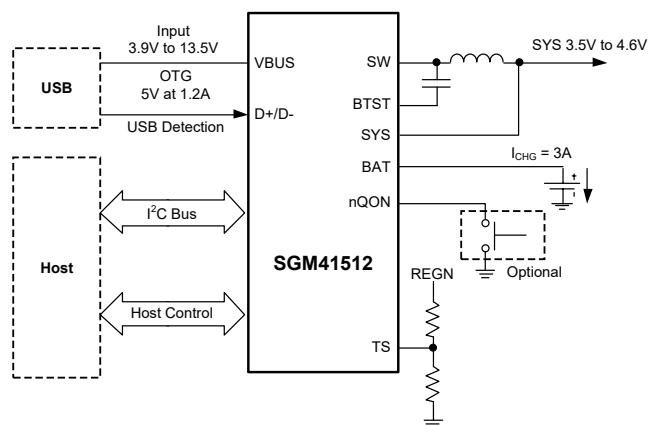 Input
3.9V to 13.5V
USB
OTG
5V at 1.2A
USB Detection
VBUS
D+/D-
SW
BTST
SYS
BAT
nQON
TS
SGM41512
SYS 3.5V to 4.6V
I_CHG = 3A
+
-
Optional
REGN
Host
I²C Bus
Host Control